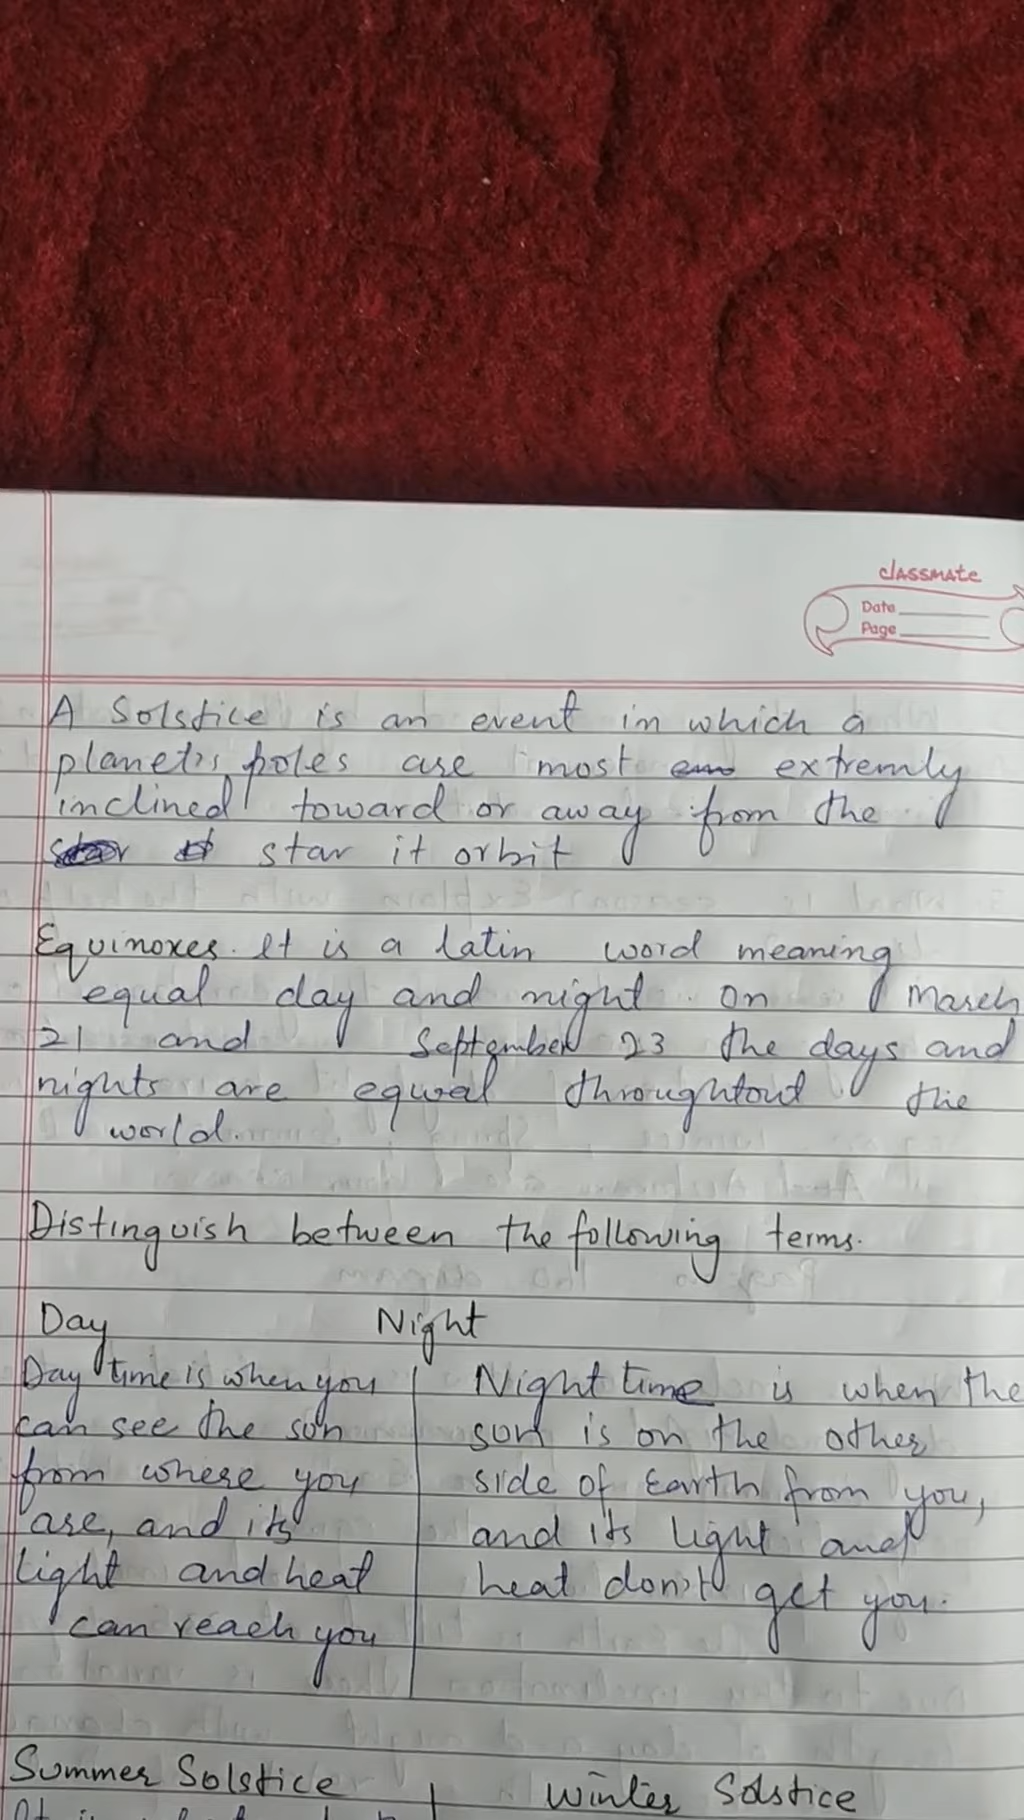 classmate
Date
Page
A Solstice is an event in which a
planet's poles are most extremly
inclined toward or away from the
star it orbit
Equinoxes. It is a latin word meaning
equal day and night. On March
21 and September 23 the days and
nights are equal throughtout the
world.
Distinguish between the following terms.
Day Night
Day time is when you
can see the sun
from where you
are, and its
light and heat
can reach you
Night time is when the
sun is on the other
side of Earth from you,
and its light and
heat don't get you.
Summer Solstice
Winter Solstice